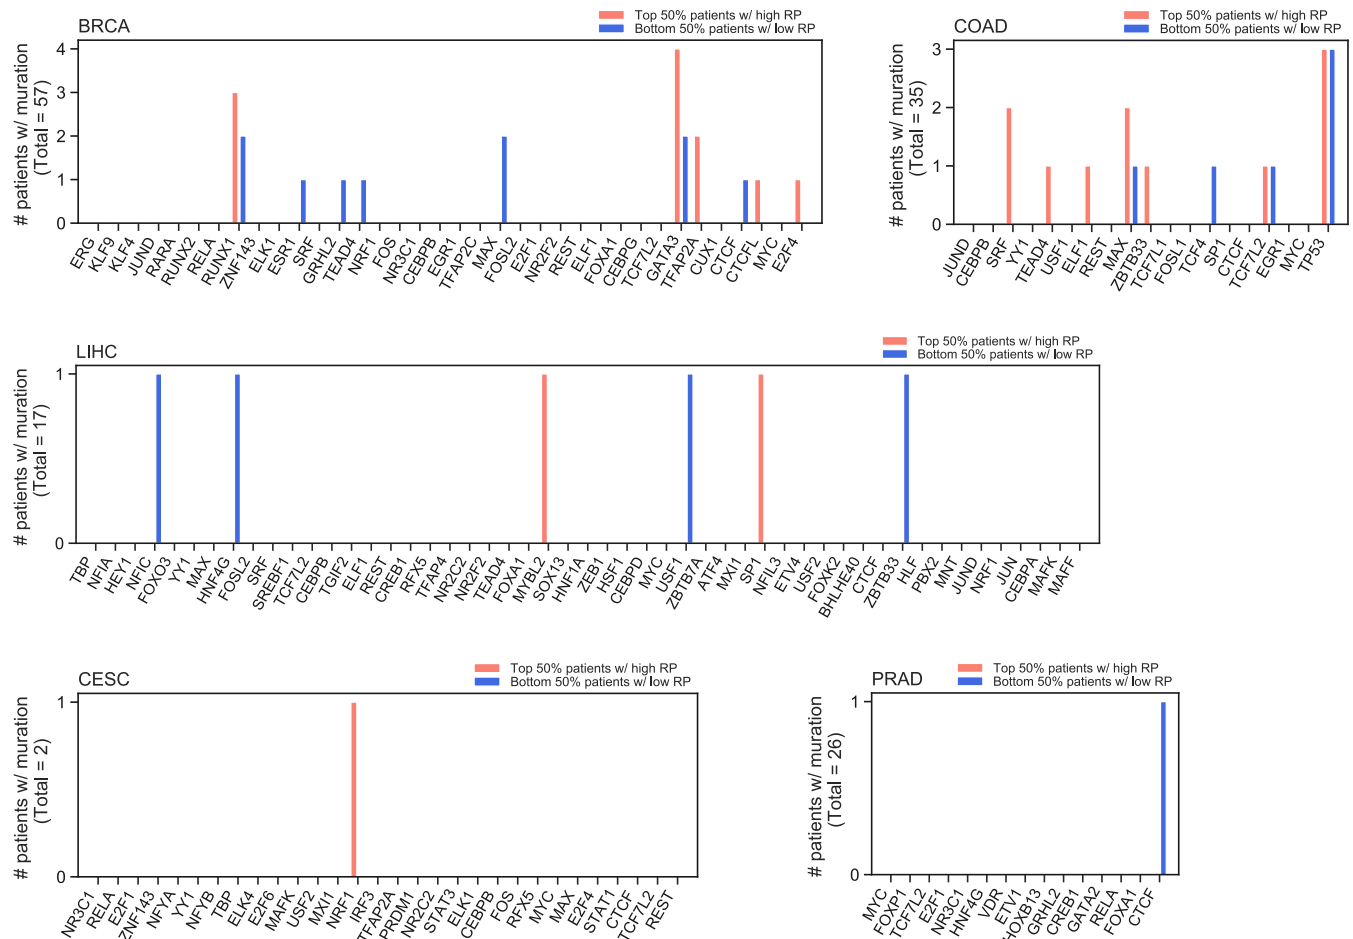 BRCA
Top 50% patients w/ high RP
Bottom 50% patients w/ low RP
# patients w/ muration
(Total = 57)
4
3
2
1
0
ERG
KLF9
KLF4
JUND
RARA
RUNX2
RELA
RUNX1
ZNF143
ELK1
ESR1
SRF
GRHL2
TEAD4
NRF1
FOS
NR3C1
CEBPB
EGR1
TFAP2C
MAX
FOSL2
E2F1
NR2F2
REST
ELF1
FOXA1
CEBPG
TCF7L2
GATA3
TFAP2A
CUX1
CTCF
CTCFL
MYC
E2F4
COAD
Top 50% patients w/ high RP
Bottom 50% patients w/ low RP
# patients w/ muration
(Total = 35)
3
2
1
0
JUND
CEBPB
SRF
YY1
TEAD4
USF1
ELF1
REST
MAX
ZBTB33
TCF7L1
FOSL1
TCF4
SP1
CTCF
TCF7L2
EGR1
MYC
TP53
LIHC
Top 50% patients w/ high RP
Bottom 50% patients w/ low RP
# patients w/ muration
(Total = 17)
1
0
TBP
NFIA
HEY1
NFIC
FOXO3
YY1
MAX
HNF4G
FOSL2
SRF
SREBF1
TCF7L2
CEBPB
TGIF2
ELF1
REST
CREB1
RFX5
TFAP4
NR2C2
NR2F2
TEAD4
FOXA1
MYBL2
SOX13
HNF1A
ZEB1
HSF1
CEBPD
MYC
USF1
ZBTB7A
ATF4
MXI1
SP1
NFIL3
ETV4
USF2
FOXK2
BHLHE40
CTCF
ZBTB33
HLF
PBX2
MNT
JUND
NRF1
JUN
CEBPA
MAFK
MAFF
CESC
Top 50% patients w/ high RP
Bottom 50% patients w/ low RP
# patients w/ muration
(Total = 2)
1
0
NR3C1
RELA
E2F1
ZNF143
NFYA
YY1
NFYB
TBP
ELK4
E2F6
MAFK
USF2
MXI1
NRF1
IRF3
TFAP2A
PRDM1
NR2C2
STAT3
ELK1
CEBPB
FOS
RFX5
MYC
MAX
E2F4
STAT1
CTCF
TCF7L2
REST
PRAD
Top 50% patients w/ high RP
Bottom 50% patients w/ low RP
# patients w/ muration
(Total = 26)
1
0
MYC
FOXP1
TCF7L2
E2F1
NR3C1
HNF4G
VDR
ETV1
HOXB13
GRHL2
CREB1
GATA2
RELA
FOXA1
CTCF